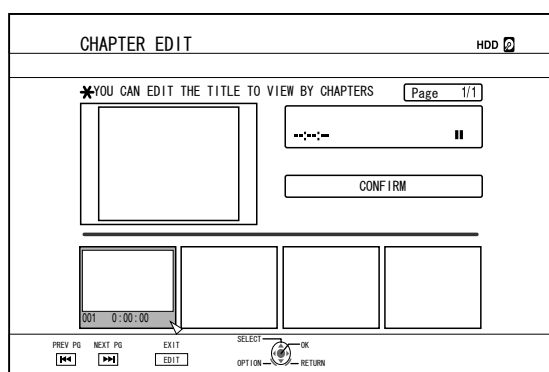 CHAPTER EDIT
HDD
*YOU CAN EDIT THE TITLE TO VIEW BY CHAPTERS
Page 1/1
--:--:--
CONFIRM
001 0:00:00
PREV PG NEXT PG EXIT
EDIT
SELECT OK
OPTION RETURN